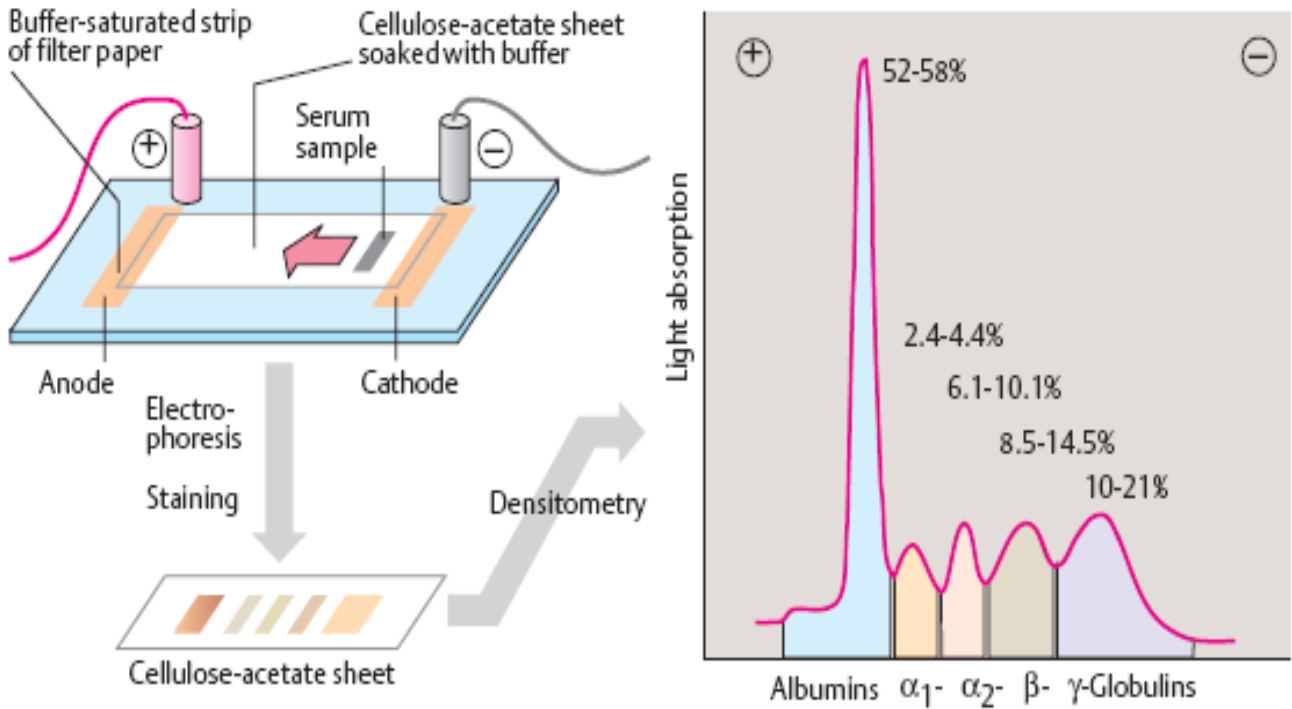 Buffer-saturated strip
of filter paper
Cellulose-acetate sheet
soaked with buffer
Serum
sample
+
−
Anode
Cathode
Electro-
phoresis
Staining
Densitometry
Cellulose-acetate sheet
+
−
52-58%
2.4-4.4%
6.1-10.1%
8.5-14.5%
10-21%
Light absorption
Albumins α1- α2- β- γ-Globulins